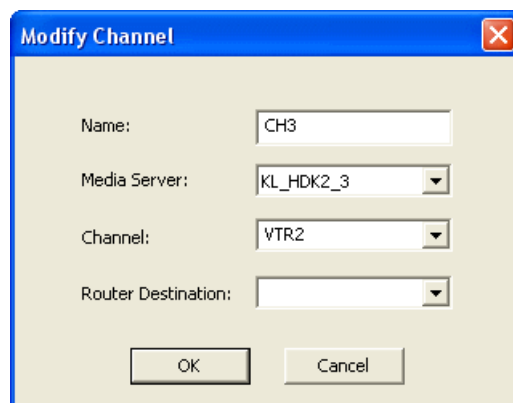 Modify Channel
Name: CH3
Media Server: KL_HDK2_3
Channel: VTR2
Router Destination:
OK Cancel